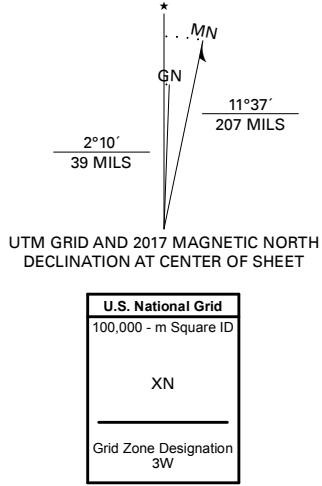 ★
MN
GN
11°37´
207 MILS
2°10´
39 MILS
UTM GRID AND 2017 MAGNETIC NORTH
DECLINATION AT CENTER OF SHEET
U.S. National Grid
100,000 - m Square ID
XN
Grid Zone Designation
3W